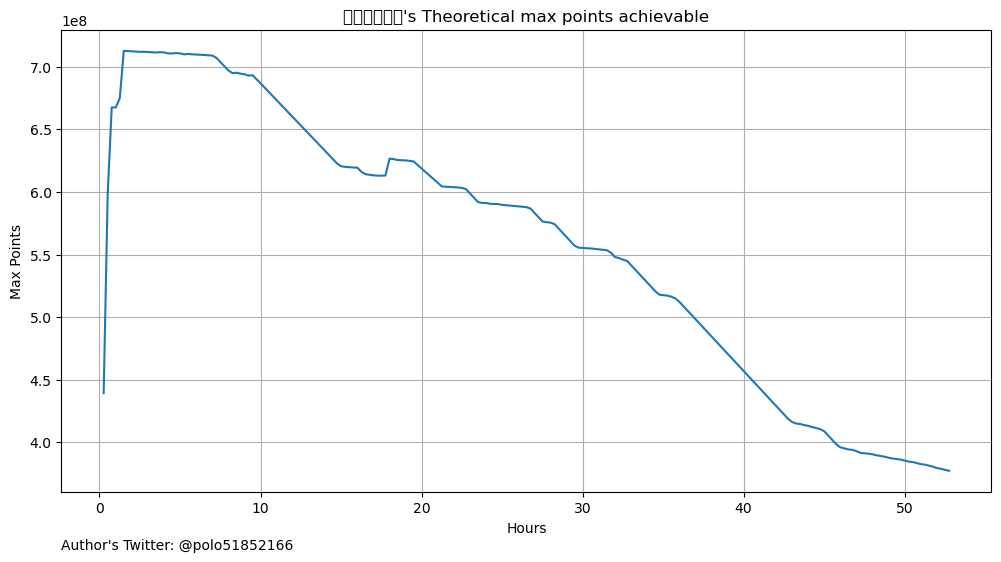 's Theoretical max points achievable
1e8
7.0
6.5
6.0
5.5
5.0
4.5
4.0
Max Points
0 10 20 30 40 50
Hours
Author's Twitter: @polo51852166